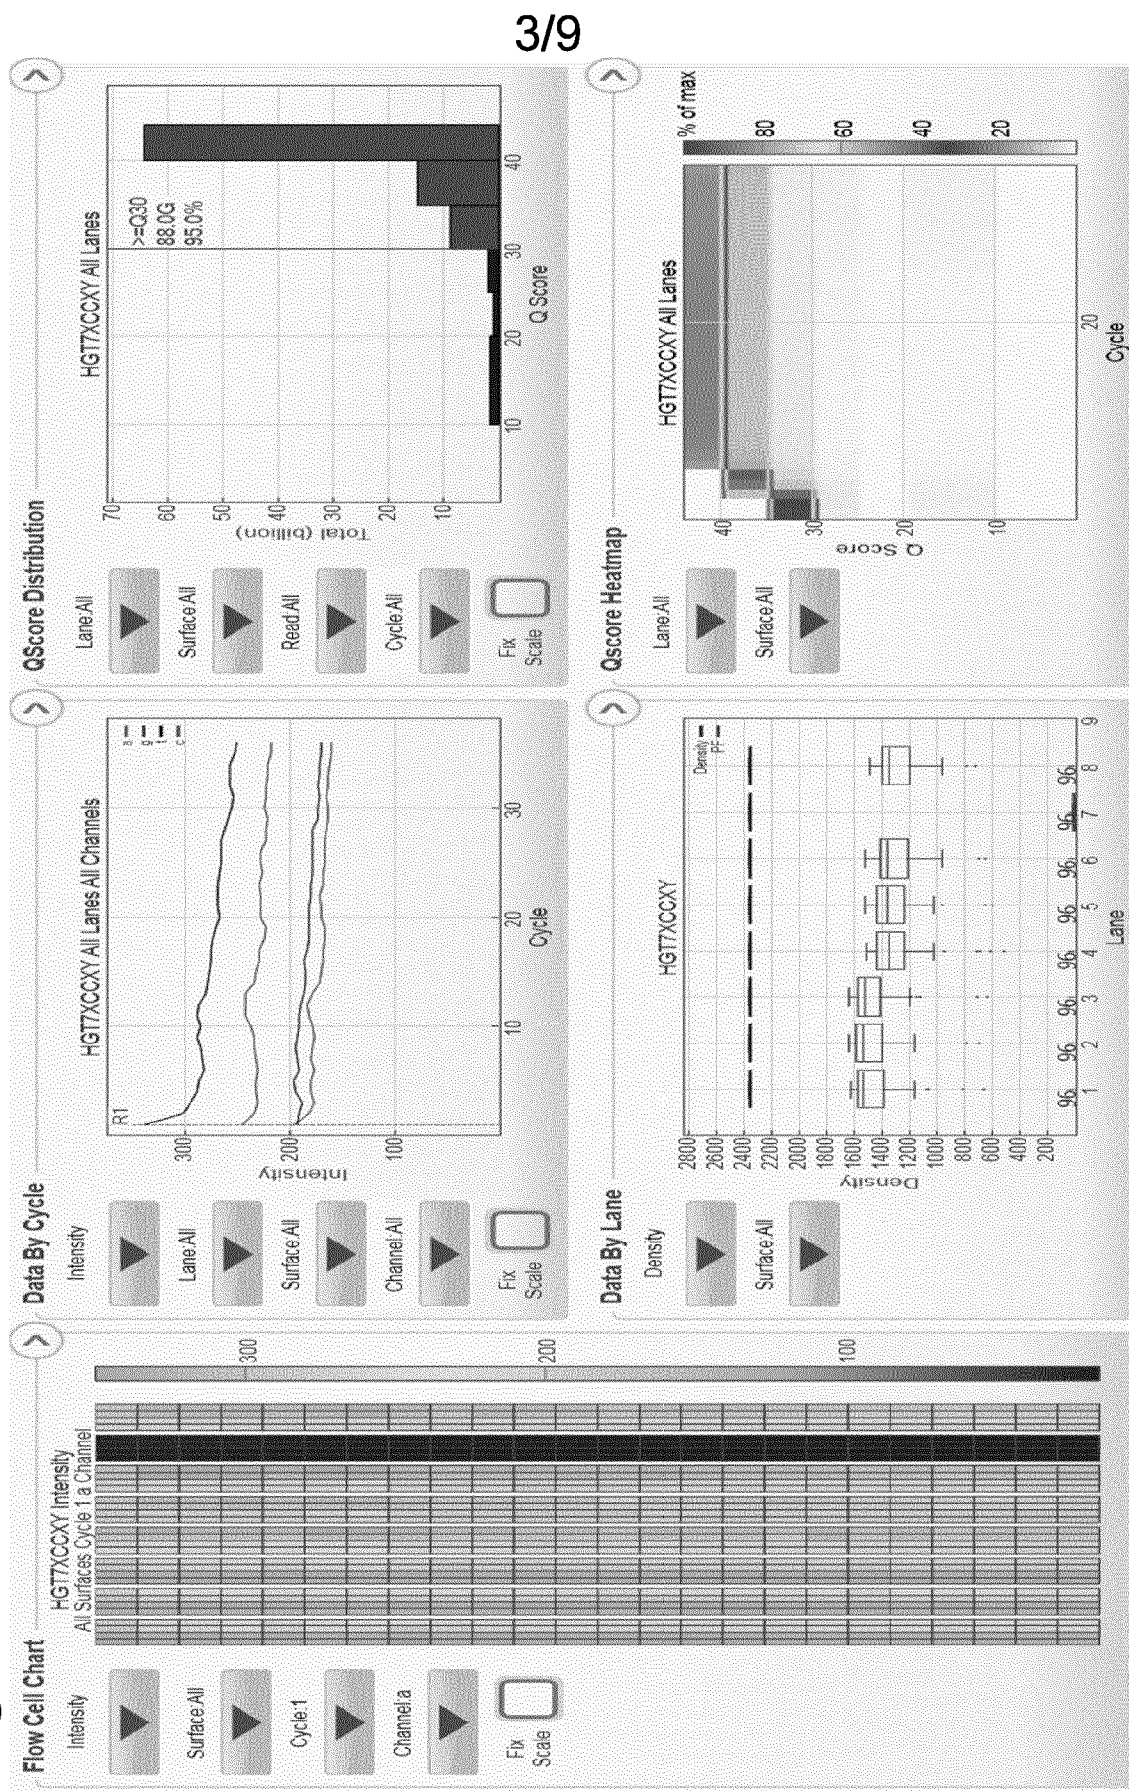 3/9
Flow Cell Chart
Intensity
Surface:All
Cycle:1
Channel:a
Fix
Scale
HGT7XCCXY Intensity
All Surfaces Cycle 1 a Channel
300
200
100
Data By Cycle
Intensity
Lane:All
Surface:All
Channel:All
Fix
Scale
HGT7XCCXY All Lanes All Channels
R1
a
g
t
c
300
200
100
Intensity
10
20
30
Cycle
QScore Distribution
Lane:All
Surface:All
Read:All
Cycle:All
Fix
Scale
HGT7XCCXY All Lanes
>=Q30
88.0G
95.0%
70
60
50
40
30
20
10
Total (billion)
10
20
30
40
Q Score
Data By Lane
Density
Surface:All
HGT7XCCXY
Density
PF
2800
2600
2400
2200
2000
1800
1600
1400
1200
1000
800
600
400
200
Density
96 96 96 96 96 96 96 96
1 2 3 4 5 6 7 8 9
Lane
Qscore Heatmap
Lane:All
Surface:All
HGT7XCCXY All Lanes
% of max
80
60
40
20
40
30
20
10
Q Score
20
Cycle